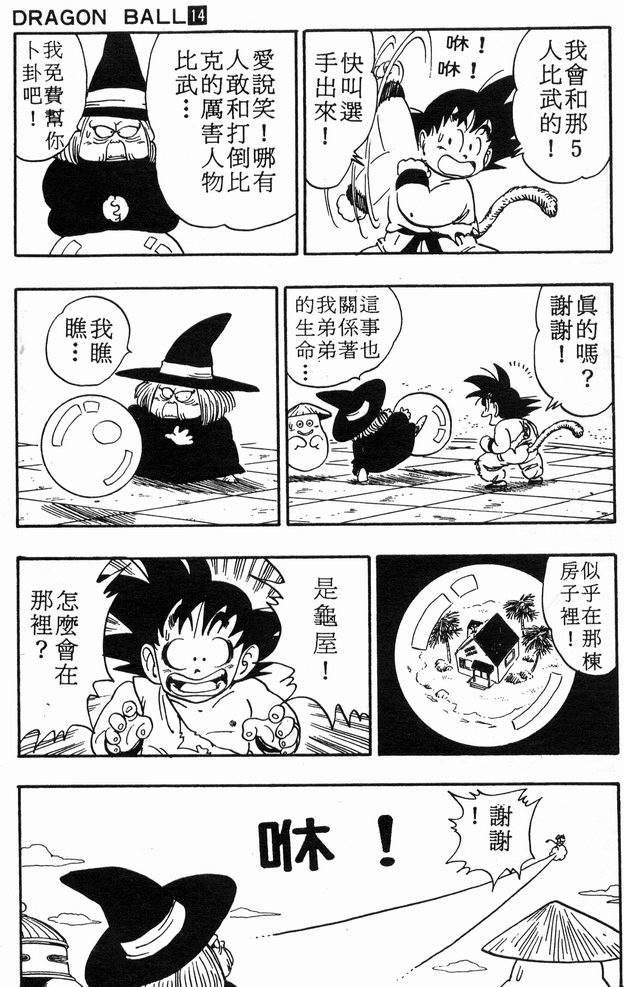 DRAGON BALL 14
我會和那5
人比武的！
咻！
咻！
快叫選
手出來！
愛說笑！哪有
人敢和打倒比
克的厲害人物
比武…
我免費幫你
卜卦吧！
眞的嗎？
謝謝！
這事也
關係著
我弟弟
的生命…
我瞧
瞧…
似乎在那棟
房子裡！
是龜屋！
怎麼會在
那裡？
謝謝
！
咻！